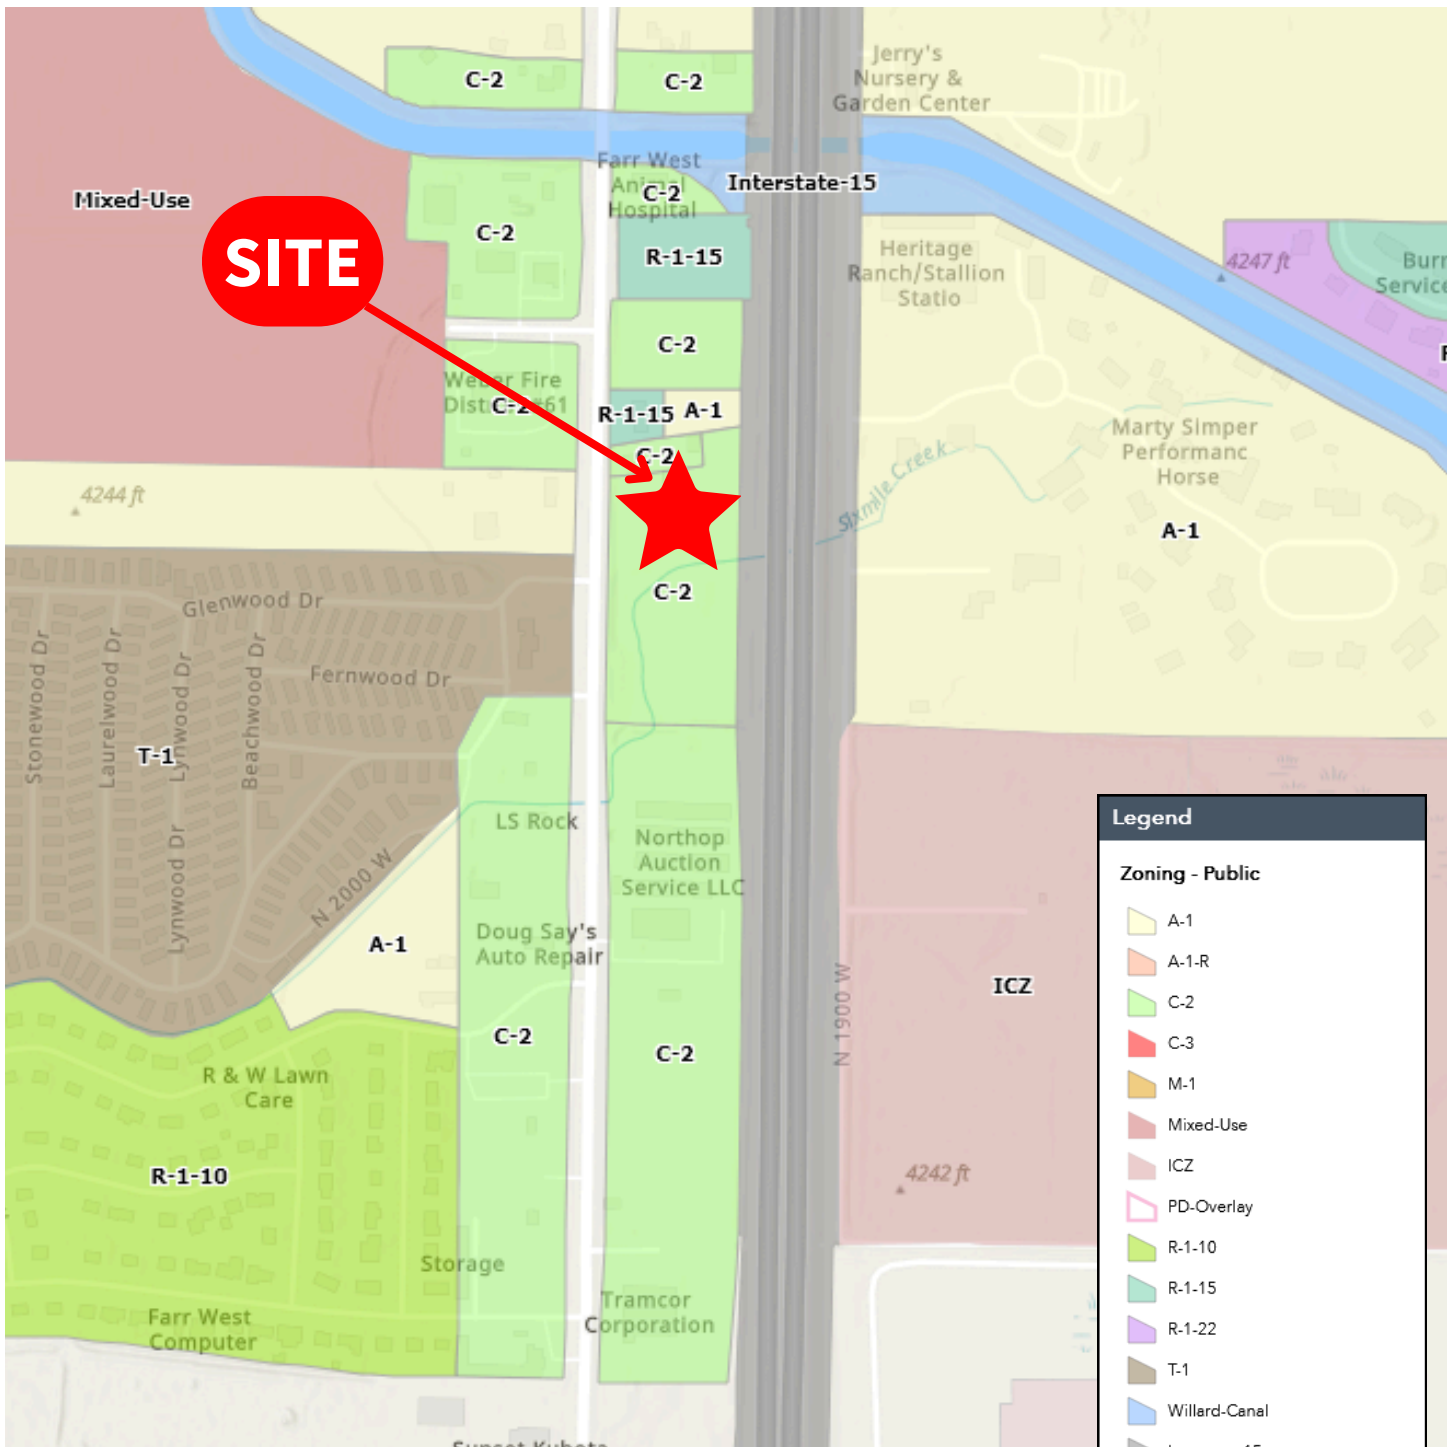 Jerry's
Nursery &
Garden Center
C-2
C-2
Farr West
Animal
Hospital
C-2
Interstate-15
Mixed-Use
SITE
C-2
R-1-15
Heritage
Ranch/Stallion
Statio
4247 ft
Burr
Service
C-2
Weber Fire
District #61
C-2
R-1-15
A-1
C-2
Marty Simper
Performanc
Horse
Sixmile Creek
4244 ft
A-1
C-2
Glenwood Dr
Fernwood Dr
Stonewood Dr
Laurelwood Dr
Lynwood Dr
Beachwood Dr
T-1
Lynwood Dr
N 2000 W
LS Rock
Northop
Auction
Service LLC
Doug Say's
Auto Repair
A-1
ICZ
N 1900 W
C-2
C-2
R & W Lawn
Care
R-1-10
4242 ft
Storage
Farr West
Computer
Tramcor
Corporation
Legend
Zoning - Public
A-1
A-1-R
C-2
C-3
M-1
Mixed-Use
ICZ
PD-Overlay
R-1-10
R-1-15
R-1-22
T-1
Willard-Canal